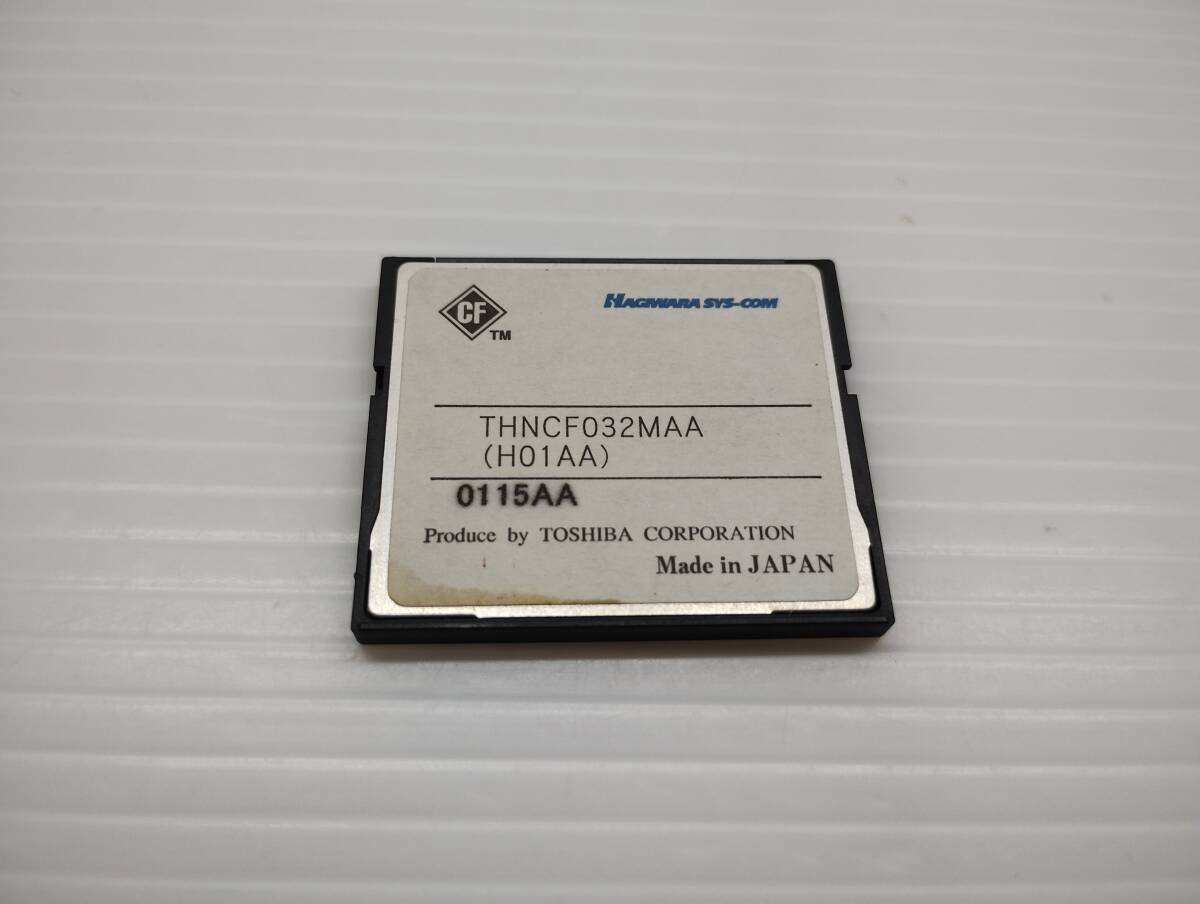 CF
TM
HAGIWARA SYS-COM
THNCF032MAA
(H01AA)
0115AA
Produce by TOSHIBA CORPORATION
Made in JAPAN